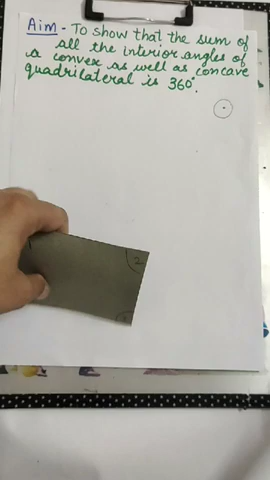 Aim - To show that the sum of
all the interior angles of
a convex as well as concave
quadrilateral is 360°.
2